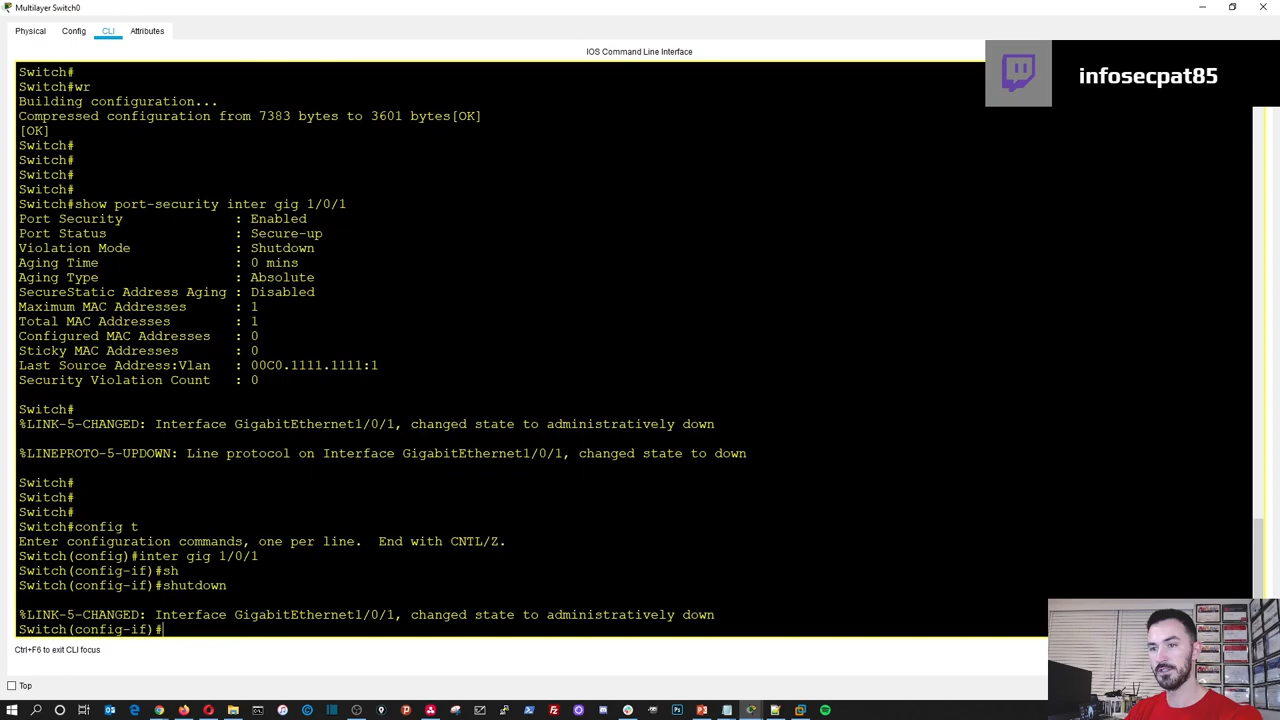 Multilayer Switch0
Physical Config CLI Attributes
IOS Command Line Interface
infosecpat85
Switch#
Switch#wr
Building configuration...
Compressed configuration from 7383 bytes to 3601 bytes[OK]
[OK]
Switch#
Switch#
Switch#
Switch#
Switch#show port-security inter gig 1/0/1
Port Security : Enabled
Port Status : Secure-up
Violation Mode : Shutdown
Aging Time : 0 mins
Aging Type : Absolute
SecureStatic Address Aging : Disabled
Maximum MAC Addresses : 1
Total MAC Addresses : 1
Configured MAC Addresses : 0
Sticky MAC Addresses : 0
Last Source Address:Vlan : 00C0.1111.1111:1
Security Violation Count : 0
Switch#
%LINK-5-CHANGED: Interface GigabitEthernet1/0/1, changed state to administratively down
%LINEPROTO-5-UPDOWN: Line protocol on Interface GigabitEthernet1/0/1, changed state to down
Switch#
Switch#
Switch#
Switch#config t
Enter configuration commands, one per line.  End with CNTL/Z.
Switch(config)#inter gig 1/0/1
Switch(config-if)#sh
Switch(config-if)#shutdown
%LINK-5-CHANGED: Interface GigabitEthernet1/0/1, changed state to administratively down
Switch(config-if)#
Ctrl+F6 to exit CLI focus
Top